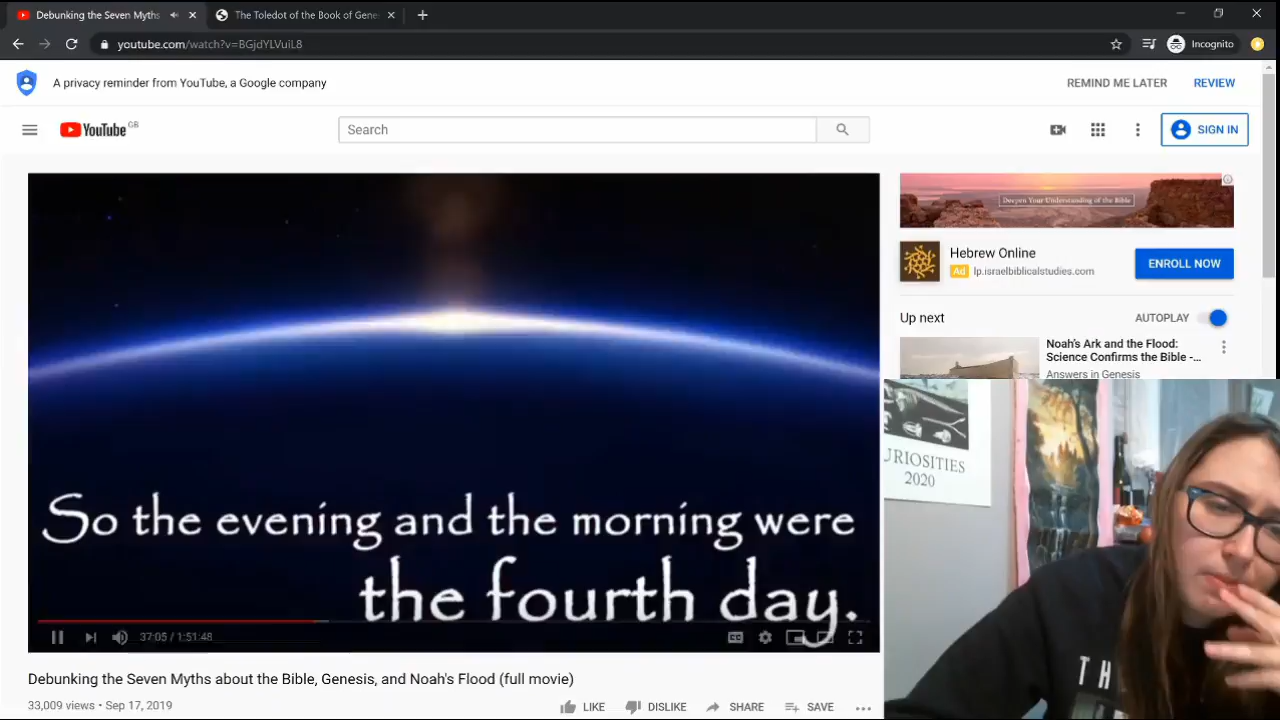 Debunking the Seven Myths
The Toledot of the Book of Gene
youtube.com/watch?v=BGjdYLVuiL8
Incognito
A privacy reminder from YouTube, a Google company
REMIND ME LATER
REVIEW
YouTube GB
Search
SIGN IN
Deepen Your Understanding of the Bible
Hebrew Online
Ad lp.israelbiblicalstudies.com
ENROLL NOW
Up next
AUTOPLAY
Noah's Ark and the Flood:
Science Confirms the Bible -...
Answers in Genesis
So the evening and the morning were
the fourth day.
37:05 / 1:51:48
CC
Debunking the Seven Myths about the Bible, Genesis, and Noah's Flood (full movie)
33,009 views • Sep 17, 2019
LIKE
DISLIKE
SHARE
SAVE
URIOSITIES
2020
TH